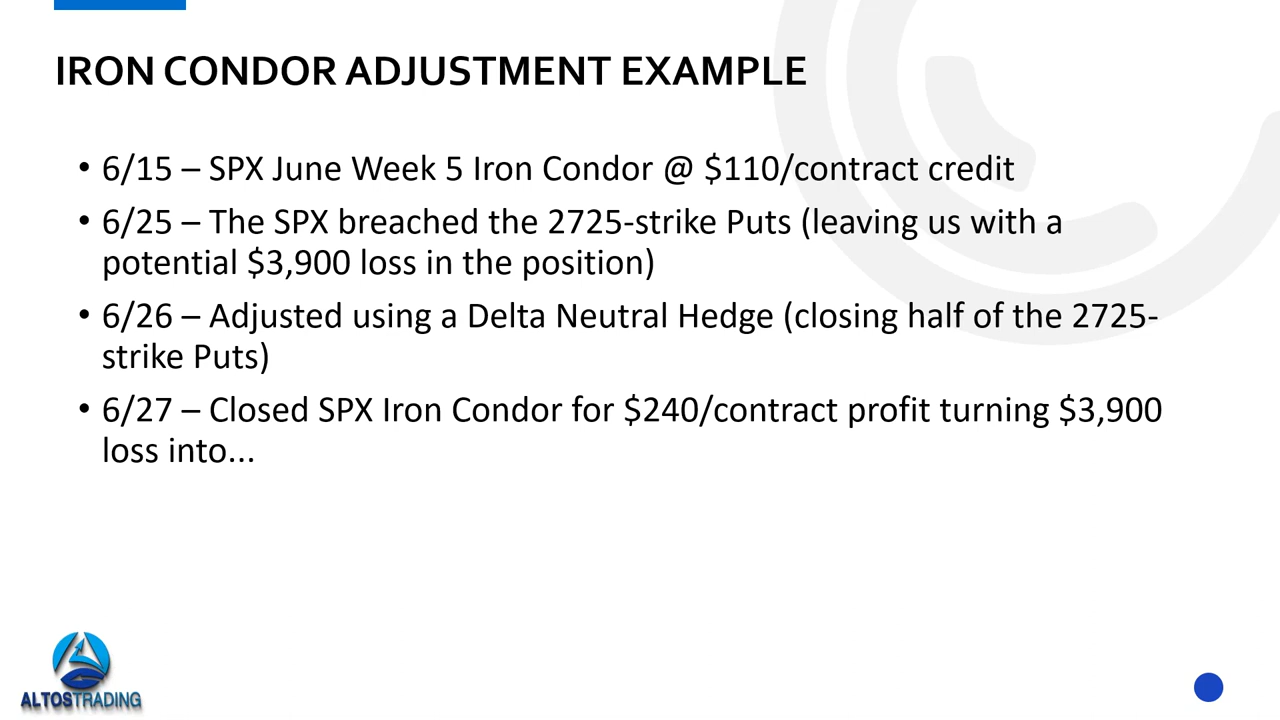 IRON CONDOR ADJUSTMENT EXAMPLE
• 6/15 – SPX June Week 5 Iron Condor @ $110/contract credit
• 6/25 – The SPX breached the 2725-strike Puts (leaving us with a
potential $3,900 loss in the position)
• 6/26 – Adjusted using a Delta Neutral Hedge (closing half of the 2725-
strike Puts)
• 6/27 – Closed SPX Iron Condor for $240/contract profit turning $3,900
loss into...
ALTOSTRADING